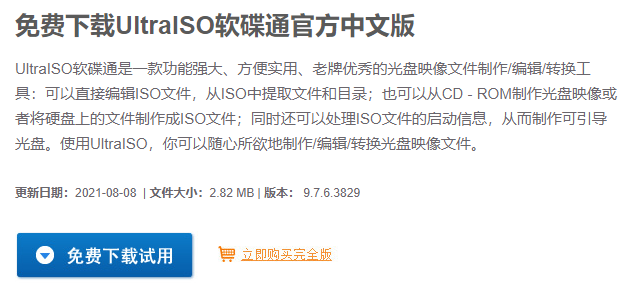 免费下载UltraISO软碟通官方中文版
UltraISO软碟通是一款功能强大、方便实用、老牌优秀的光盘映像文件制作/编辑/转换工
具：可以直接编辑ISO文件，从ISO中提取文件和目录；也可以从CD - ROM制作光盘映像或
者将硬盘上的文件制作成ISO文件；同时还可以处理ISO文件的启动信息，从而制作可引导
光盘。使用UltraISO，你可以随心所欲地制作/编辑/转换光盘映像文件。
更新日期：2021-08-08 | 文件大小：2.82 MB | 版本： 9.7.6.3829
免费下载试用 立即购买完全版